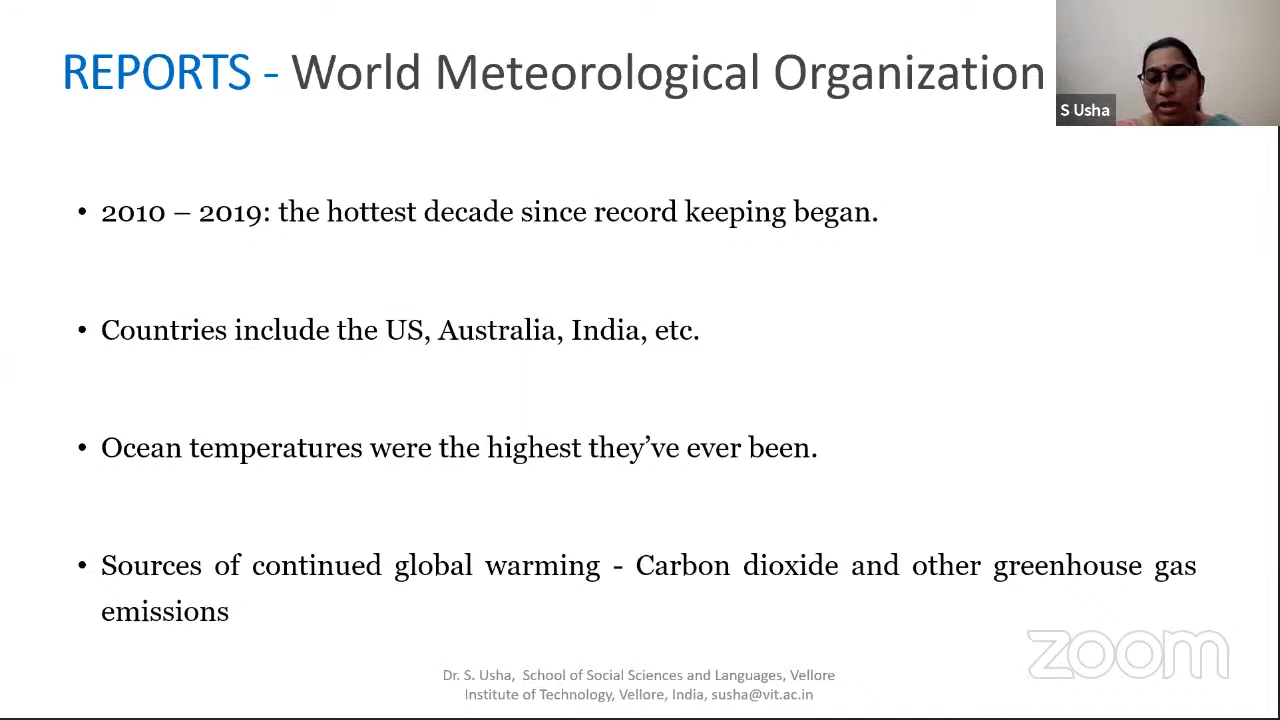 REPORTS - World Meteorological Organization
S Usha
• 2010 – 2019: the hottest decade since record keeping began.
• Countries include the US, Australia, India, etc.
• Ocean temperatures were the highest they’ve ever been.
• Sources of continued global warming - Carbon dioxide and other greenhouse gas
emissions
zoom
Dr. S. Usha, School of Social Sciences and Languages, Vellore
Institute of Technology, Vellore, India, susha@vit.ac.in